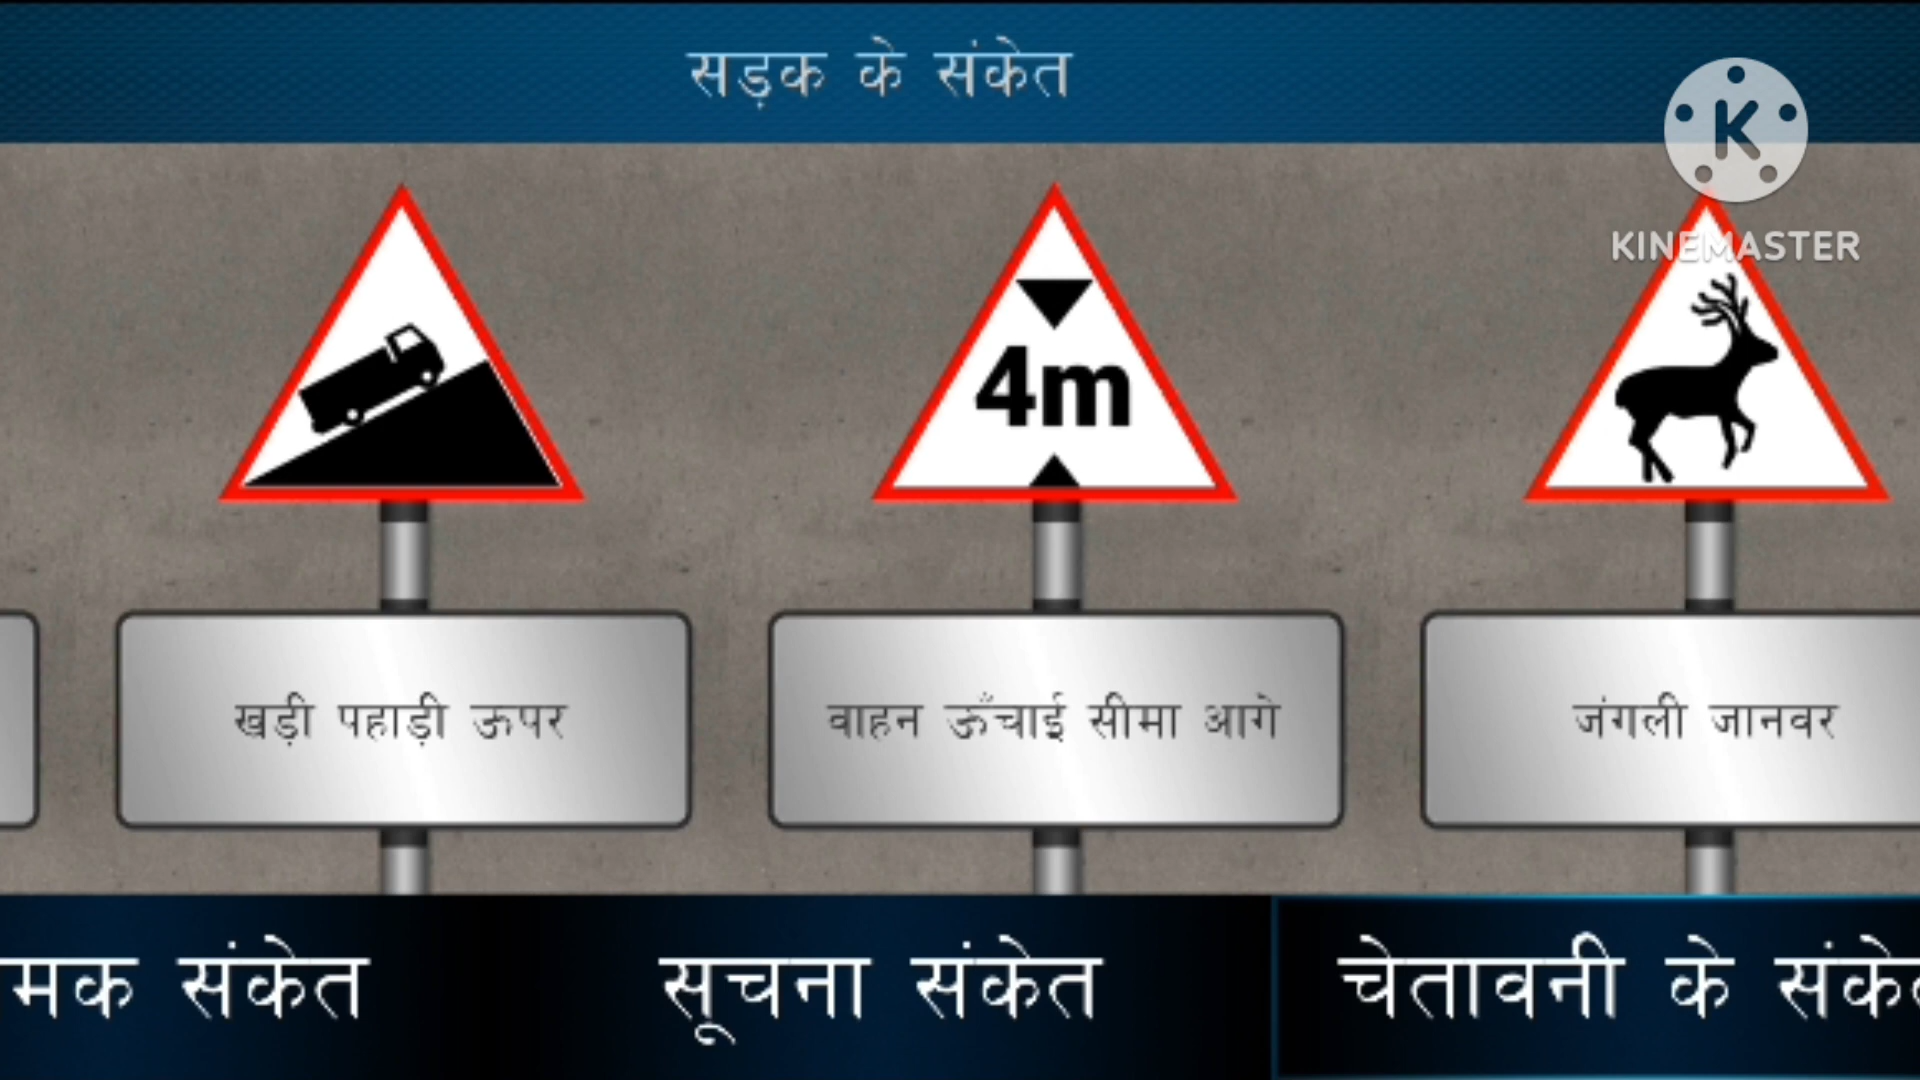 सड़क के संकेत
K
KINEMASTER
4m
खड़ी पहाड़ी ऊपर
वाहन ऊँचाई सीमा आगे
जंगली जानवर
मक संकेत
सूचना संकेत
चेतावनी के